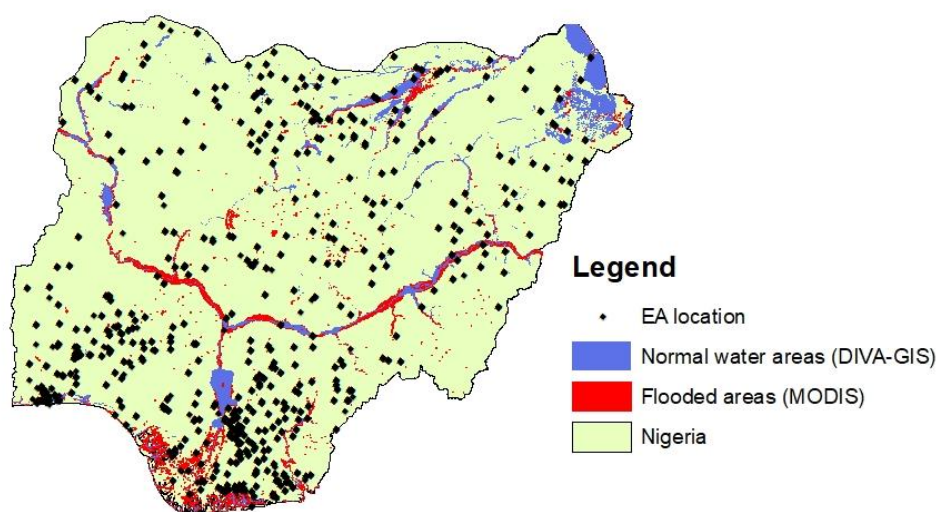 Legend
EA location
Normal water areas (DIVA-GIS)
Flooded areas (MODIS)
Nigeria